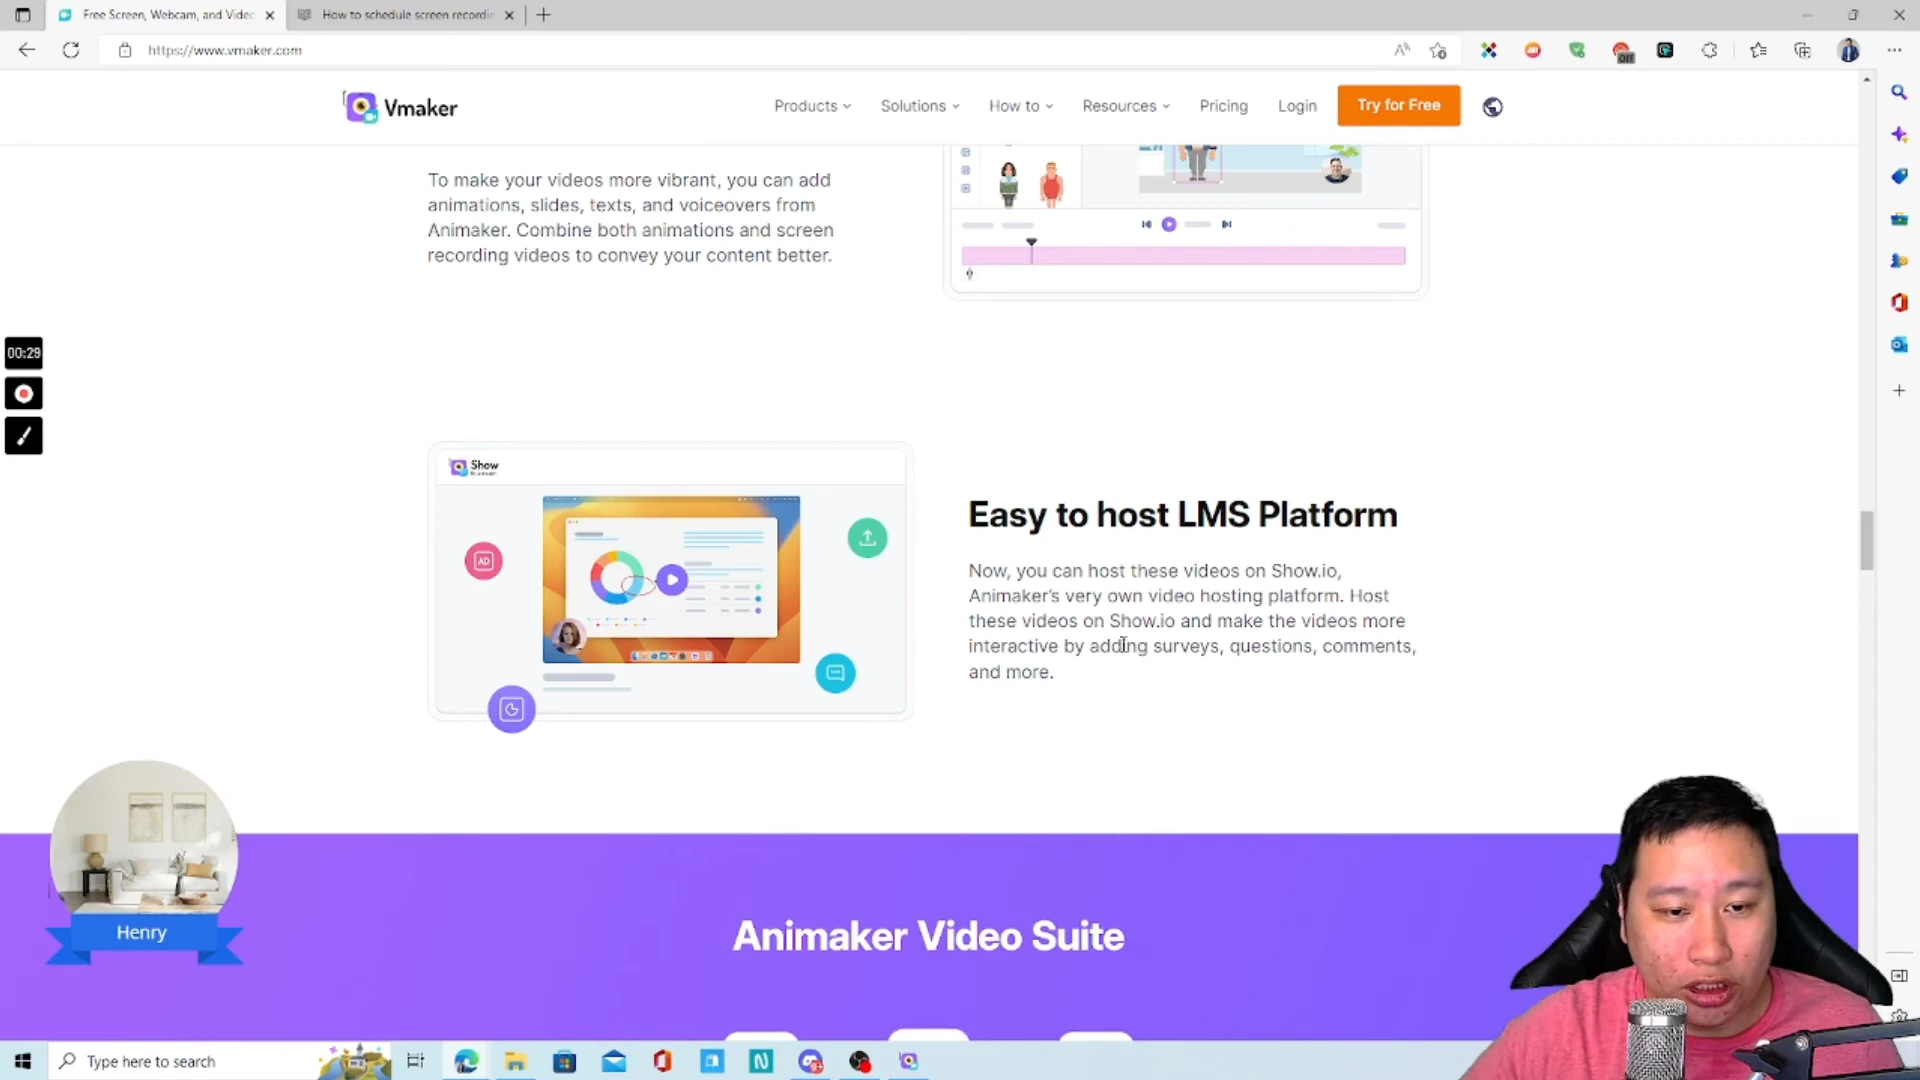 Free Screen, Webcam, and Video
How to schedule screen recordin
https://www.vmaker.com
Vmaker
Products
Solutions
How to
Resources
Pricing
Login
Try for Free
To make your videos more vibrant, you can add
animations, slides, texts, and voiceovers from
Animaker. Combine both animations and screen
recording videos to convey your content better.
00:29
Show
AD
Easy to host LMS Platform
Now, you can host these videos on Show.io,
Animaker's very own video hosting platform. Host
these videos on Show.io and make the videos more
interactive by adding surveys, questions, comments,
and more.
Henry
Animaker Video Suite
Type here to search